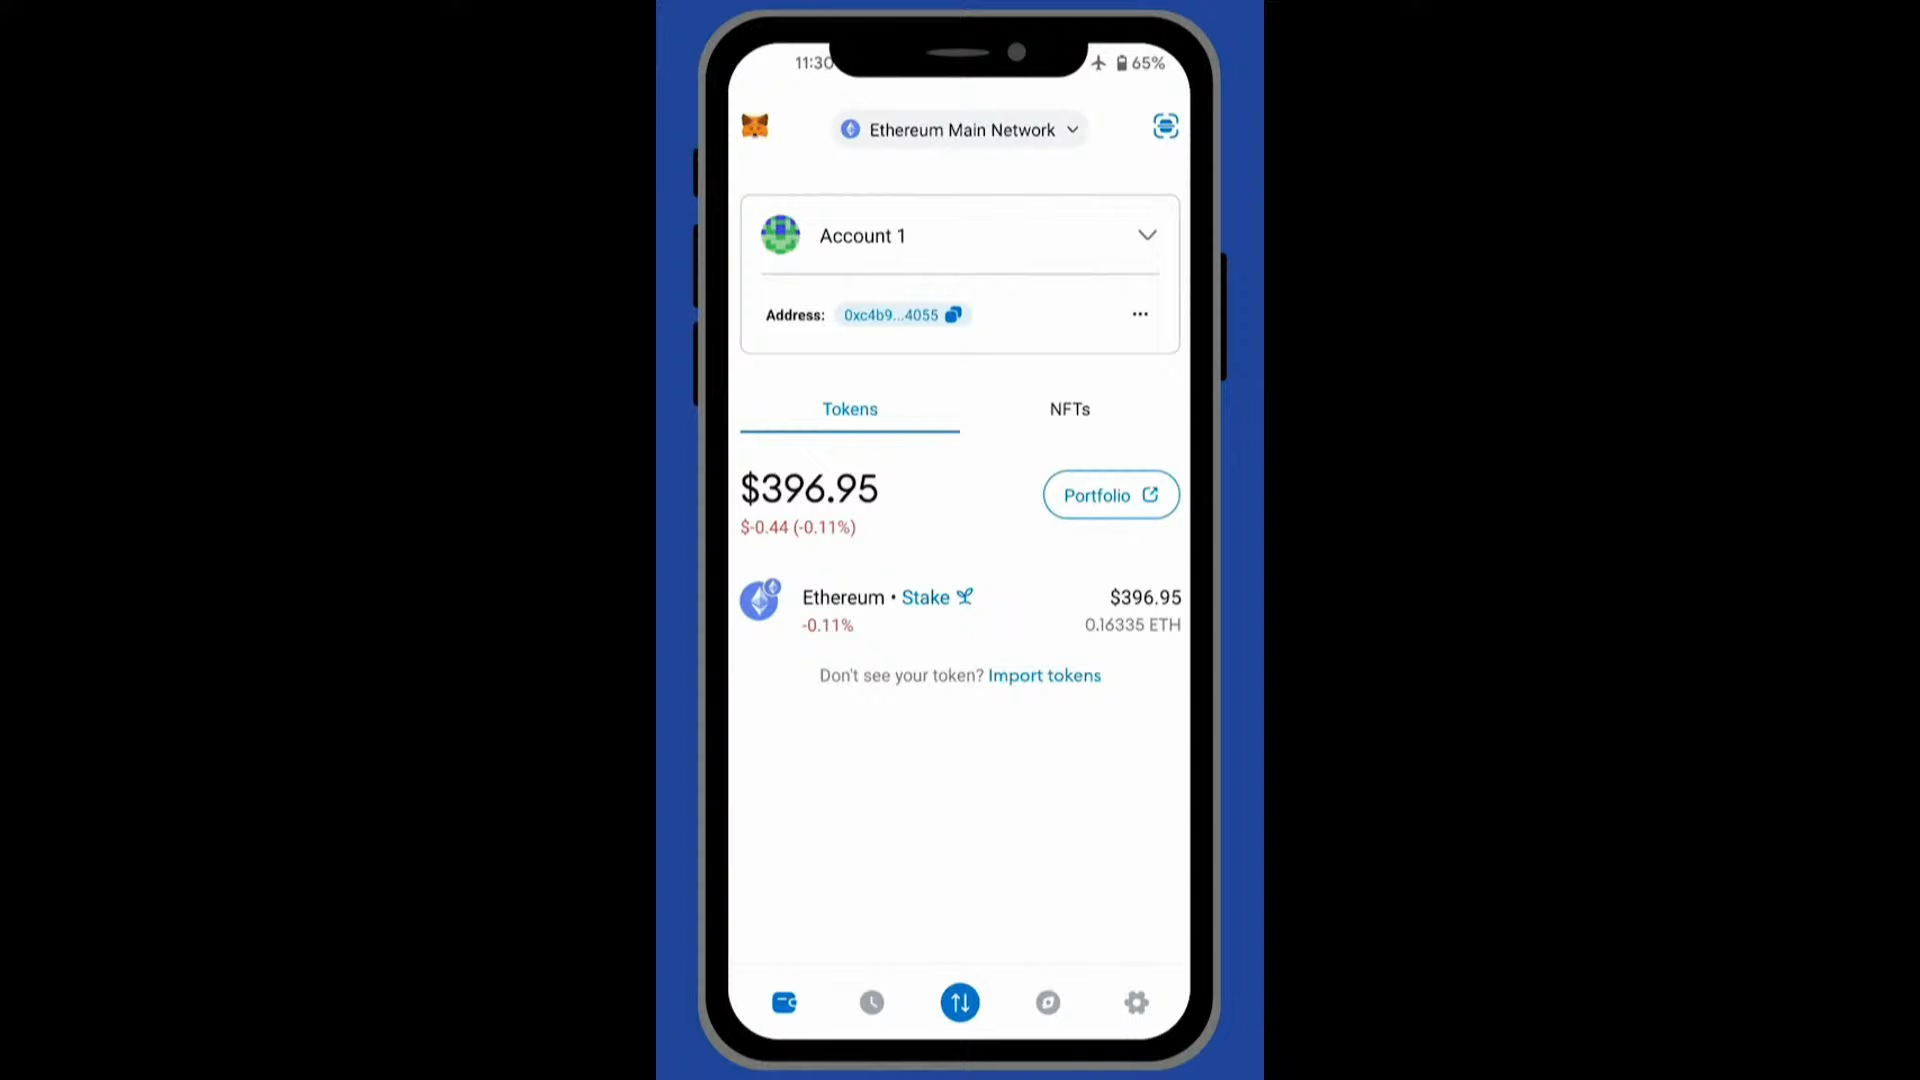 11:30
65%
Ethereum Main Network
Account 1
Address: 0xc4b9...4055
Tokens
NFTs
$396.95
Portfolio
$-0.44 (-0.11%)
Ethereum • Stake
$396.95
-0.11%
0.16335 ETH
Don't see your token? Import tokens